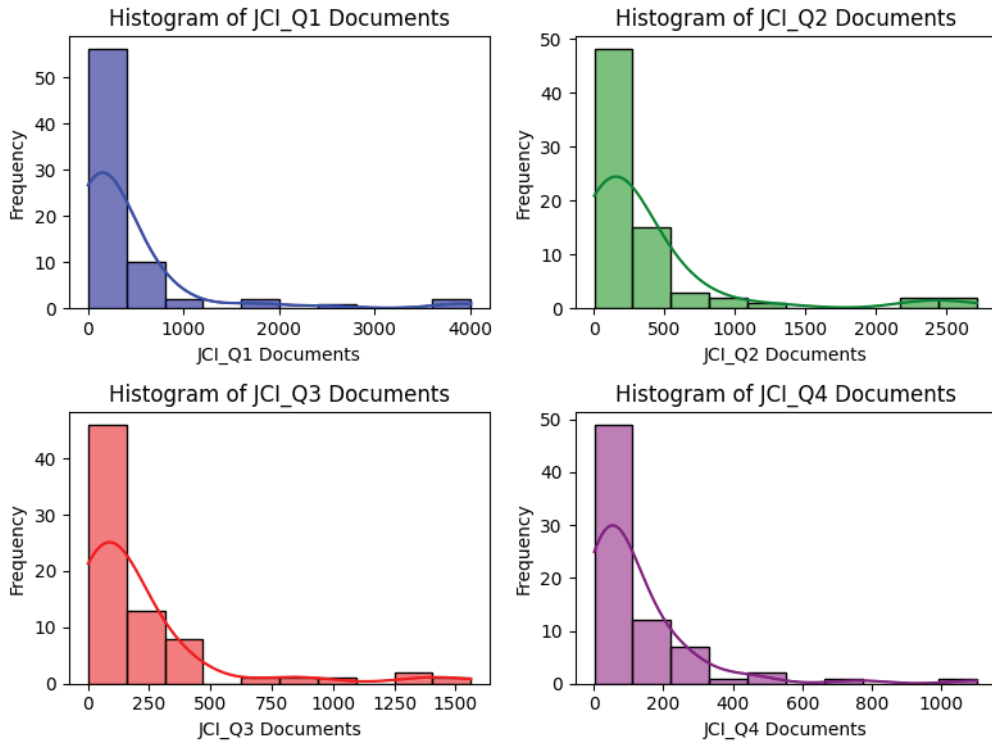 Histogram of JCI_Q1 Documents
Frequency
50
40
30
20
10
0
0 1000 2000 3000 4000
JCI_Q1 Documents
Histogram of JCI_Q2 Documents
Frequency
50
40
30
20
10
0
0 500 1000 1500 2000 2500
JCI_Q2 Documents
Histogram of JCI_Q3 Documents
Frequency
40
30
20
10
0
0 250 500 750 1000 1250 1500
JCI_Q3 Documents
Histogram of JCI_Q4 Documents
Frequency
50
40
30
20
10
0
0 200 400 600 800 1000
JCI_Q4 Documents